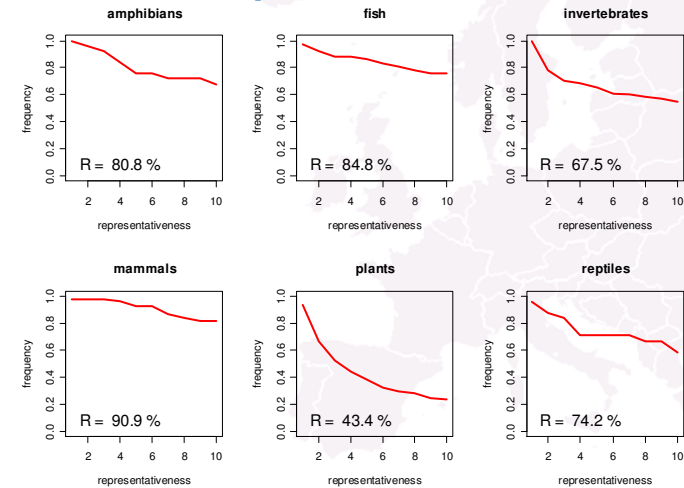 amphibians
fish
invertebrates
frequency
0.0 0.2 0.4 0.6 0.8 1.0
R = 80.8 %
2 4 6 8 10
representativeness
frequency
0.0 0.2 0.4 0.6 0.8 1.0
R = 84.8 %
2 4 6 8 10
representativeness
frequency
0.0 0.2 0.4 0.6 0.8 1.0
R = 67.5 %
2 4 6 8 10
representativeness
mammals
plants
reptiles
frequency
0.0 0.2 0.4 0.6 0.8 1.0
R = 90.9 %
2 4 6 8 10
representativeness
frequency
0.0 0.2 0.4 0.6 0.8 1.0
R = 43.4 %
2 4 6 8 10
representativeness
frequency
0.0 0.2 0.4 0.6 0.8 1.0
R = 74.2 %
2 4 6 8 10
representativeness